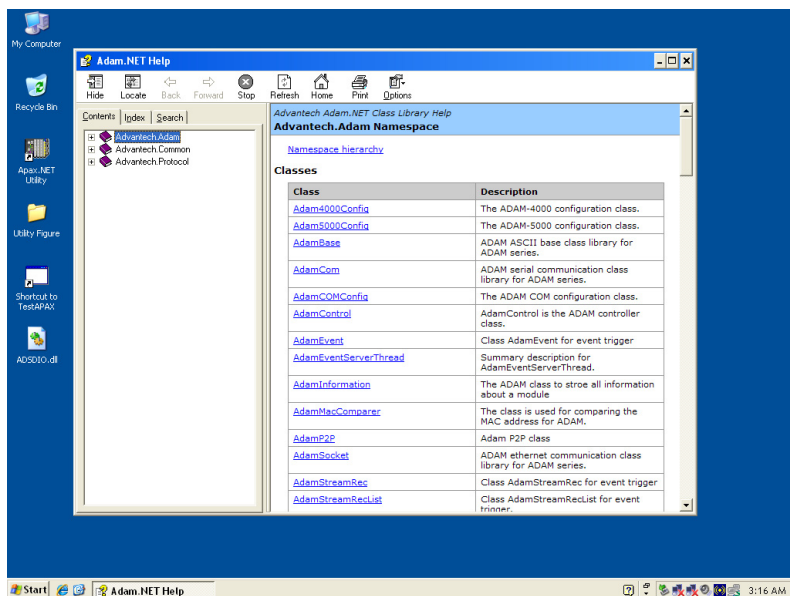 My Computer
Recycle Bin
Apax.NET
Utility
Utility Figure
Shortcut to
TestAPAX
ADSDIO.dll
Adam.NET Help
Hide Locate Back Forward Stop Refresh Home Print Options
Contents Index Search
Advantech.Adam
Advantech.Common
Advantech.Protocol
Advantech Adam.NET Class Library Help
Advantech.Adam Namespace
Namespace hierarchy
Classes
Class Description
Adam4000Config The ADAM-4000 configuration class.
Adam5000Config The ADAM-5000 configuration class.
AdamBase ADAM ASCII base class library for
ADAM series.
AdamCom ADAM serial communication class
library for ADAM series.
AdamCOMConfig The ADAM COM configuration class.
AdamControl AdamControl is the ADAM controller
class.
AdamEvent Class AdamEvent for event trigger
AdamEventServerThread Summary description for
AdamEventServerThread.
AdamInformation The ADAM class to stroe all information
about a module
AdamMacComparer The class is used for comparing the
MAC address for ADAM.
AdamP2P Adam P2P class
AdamSocket ADAM ethernet communication class
library for ADAM series.
AdamStreamRec Class AdamStreamRec for event trigger
AdamStreamRecList Class AdamStreamRecList for event
trigger.
Start Adam.NET Help 3:16 AM